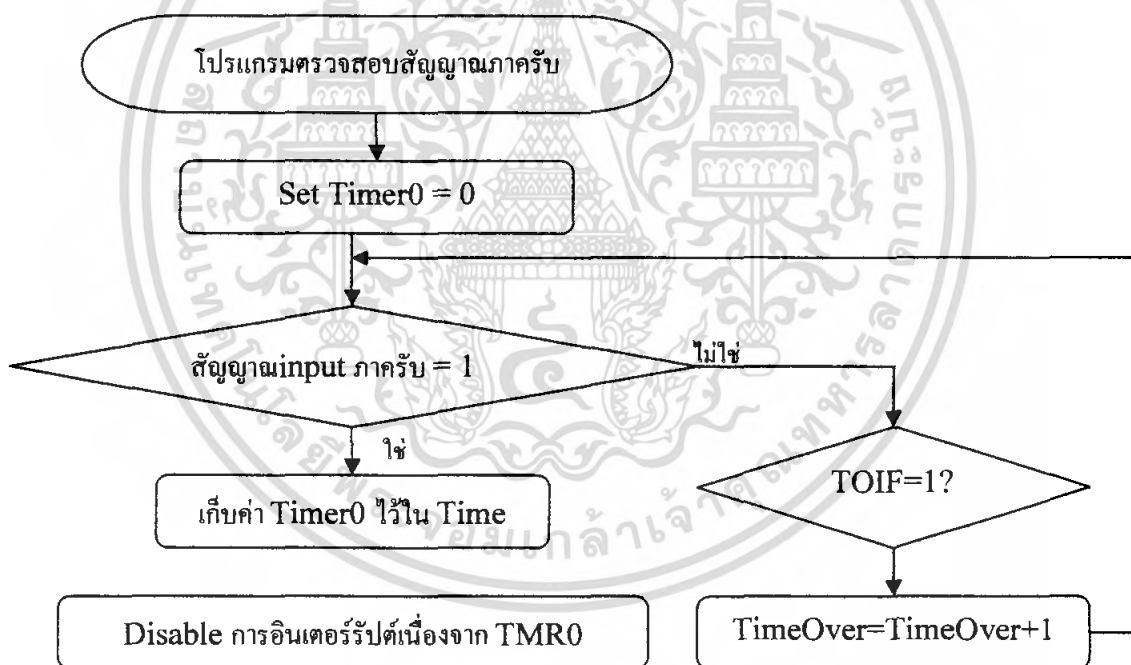 โปรแกรมตรวจสอบสัญญาณภาครับ
Set Timer0 = 0
สัญญาณinput ภาครับ = 1
ไม่ใช่
ใช่
TOIF=1?
เก็บค่า Timer0 ไว้ใน Time
Disable การอินเตอร์รัปต์เนื่องจาก TMR0
TimeOver=TimeOver+1